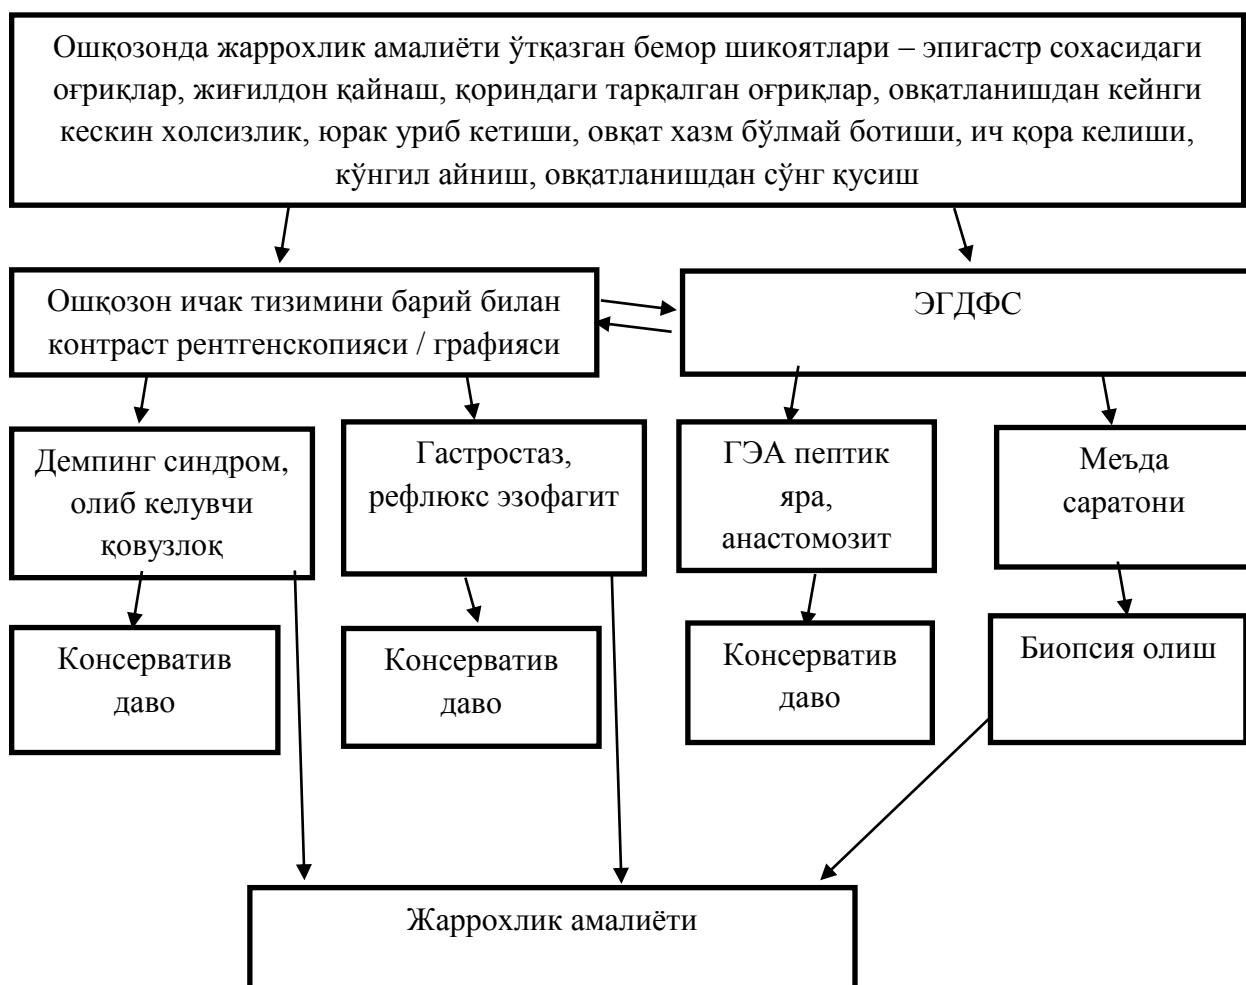 Ошқозонда жаррохлик амалиёти ўтқазган бемор шикоятлари – эпигастр сохасидаги
оғриқлар, жиғилдон қайнаш, қориндаги тарқалган оғриқлар, овқатланишдан кейнги
кескин холсизлик, юрак уриб кетиши, овқат хазм бўлмай ботиши, ич қора келиши,
кўнгил айниш, овқатланишдан сўнг қусиш
Ошқозон ичак тизимини барий билан
контраст рентгенскопияси / графияси
ЭГДФС
Демпинг синдром,
олиб келувчи
қовузлоқ
Гастростаз,
рефлюкс эзофагит
ГЭА пептик
яра,
анастомозит
Меъда
саратони
Консерватив
даво
Консерватив
даво
Консерватив
даво
Биопсия олиш
Жаррохлик амалиёти